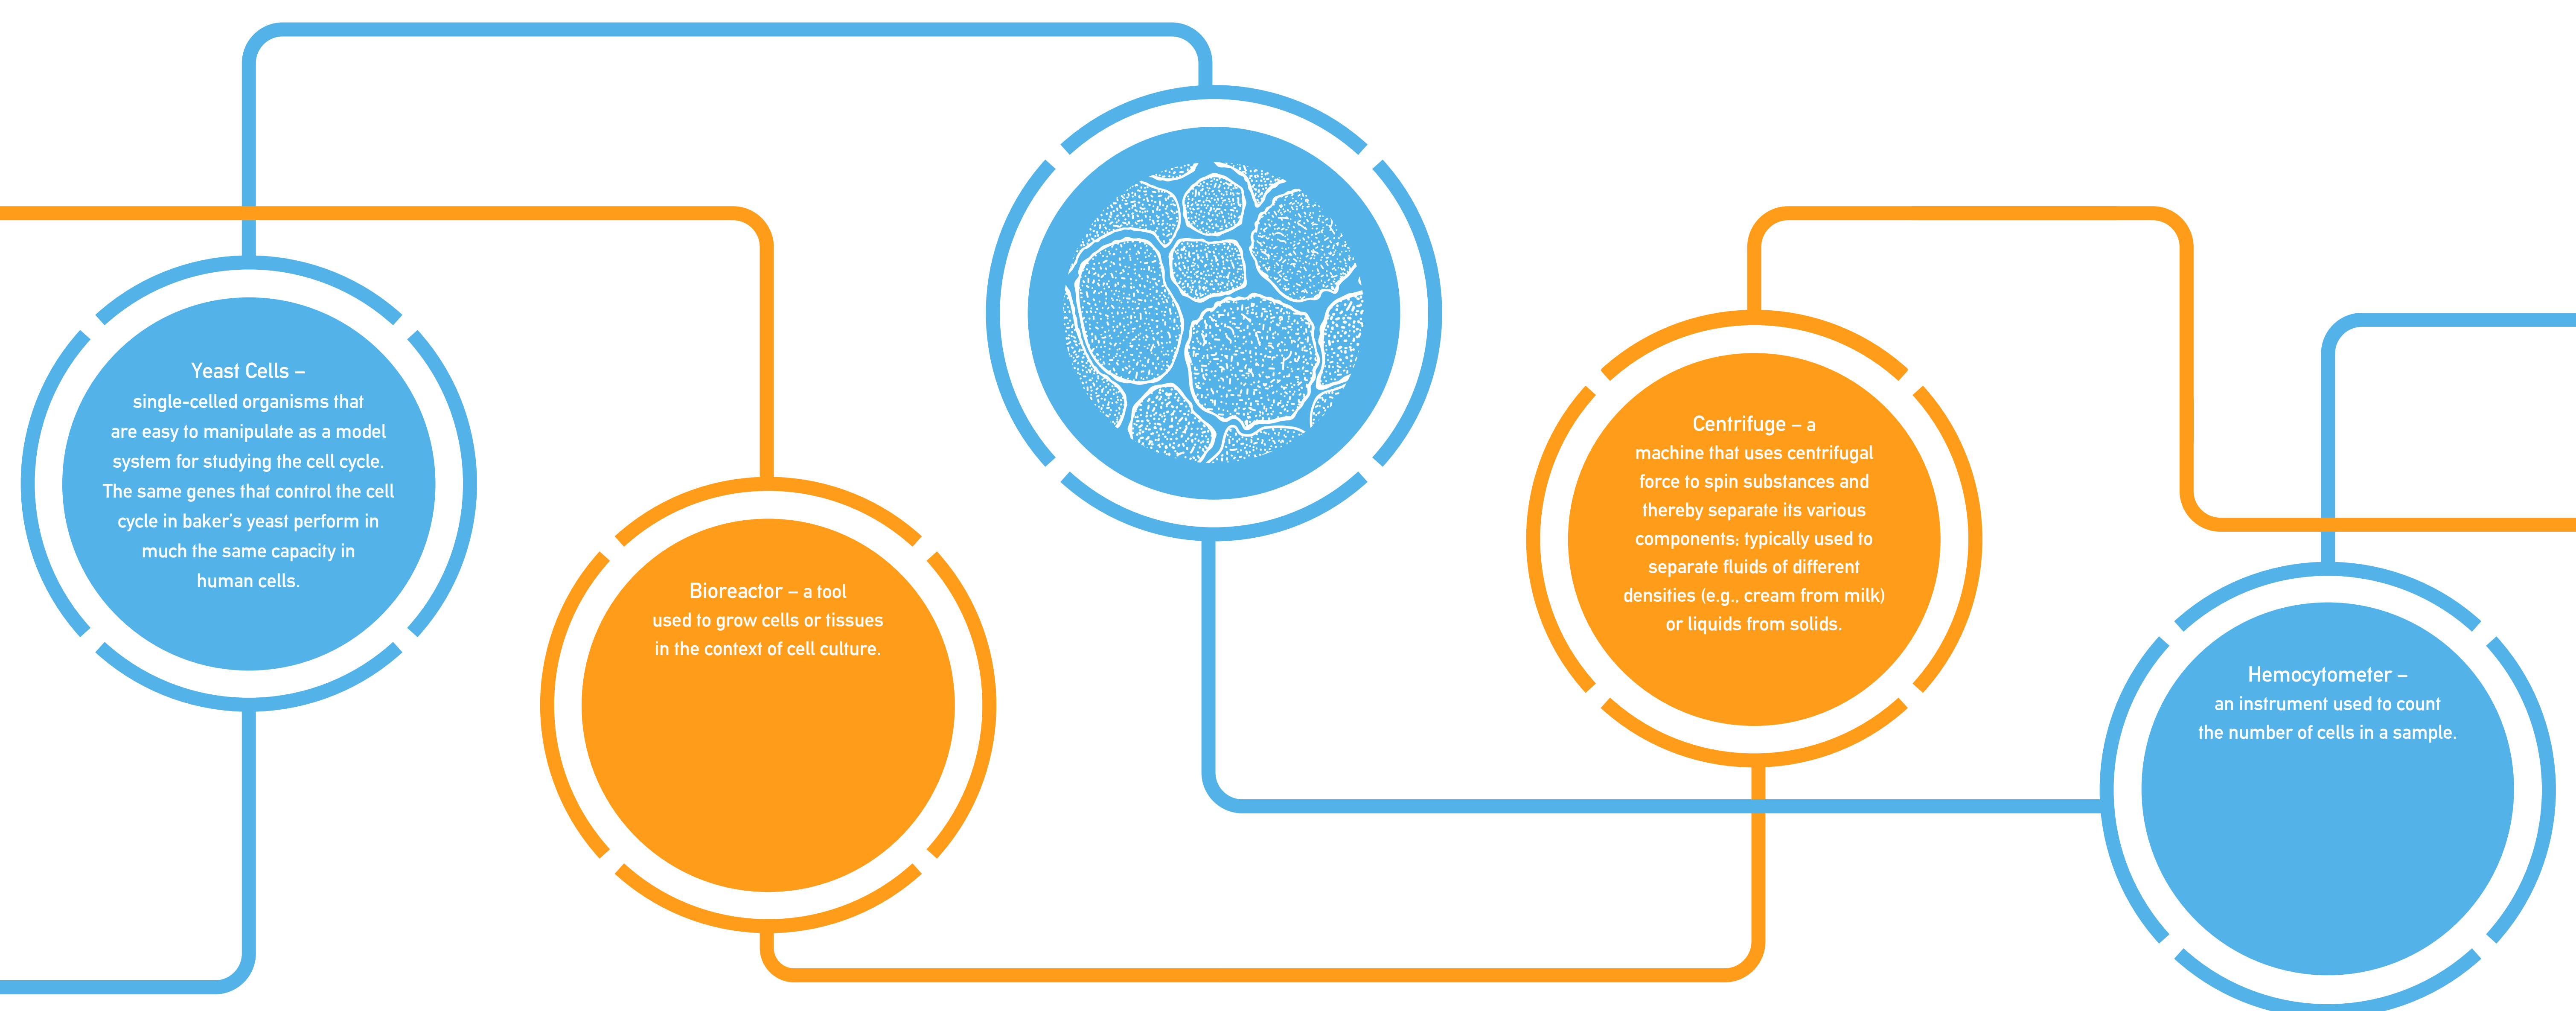 Yeast Cells –
single-celled organisms that
are easy to manipulate as a model
system for studying the cell cycle.
The same genes that control the cell
cycle in baker's yeast perform in
much the same capacity in
human cells.
Bioreactor – a tool
used to grow cells or tissues
in the context of cell culture.
Centrifuge – a
machine that uses centrifugal
force to spin substances and
thereby separate its various
components; typically used to
separate fluids of different
densities (e.g., cream from milk)
or liquids from solids.
Hemocytometer –
an instrument used to count
the number of cells in a sample.